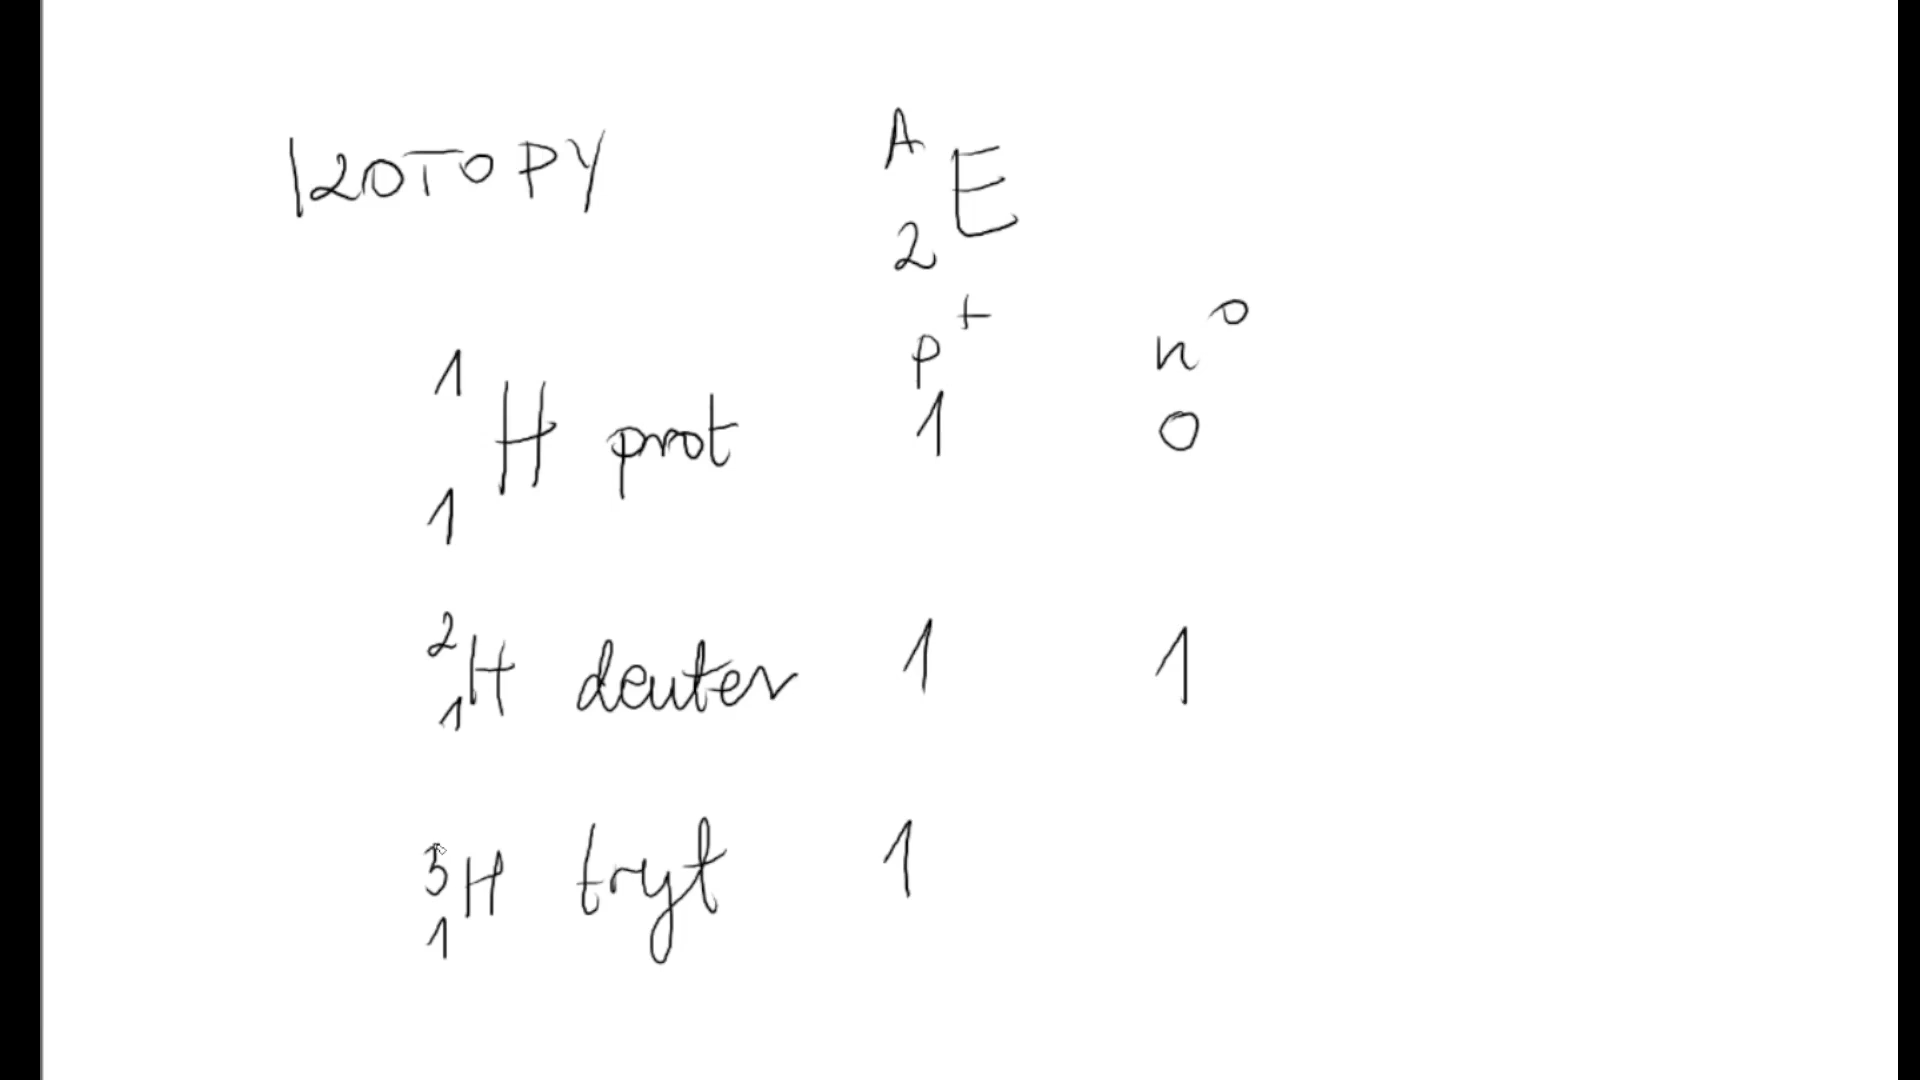 IZOTOPY
A
Z E
p+ n0
1
1 H prot 1 0
2
1 H deuter 1 1
3
1 H tryt 1